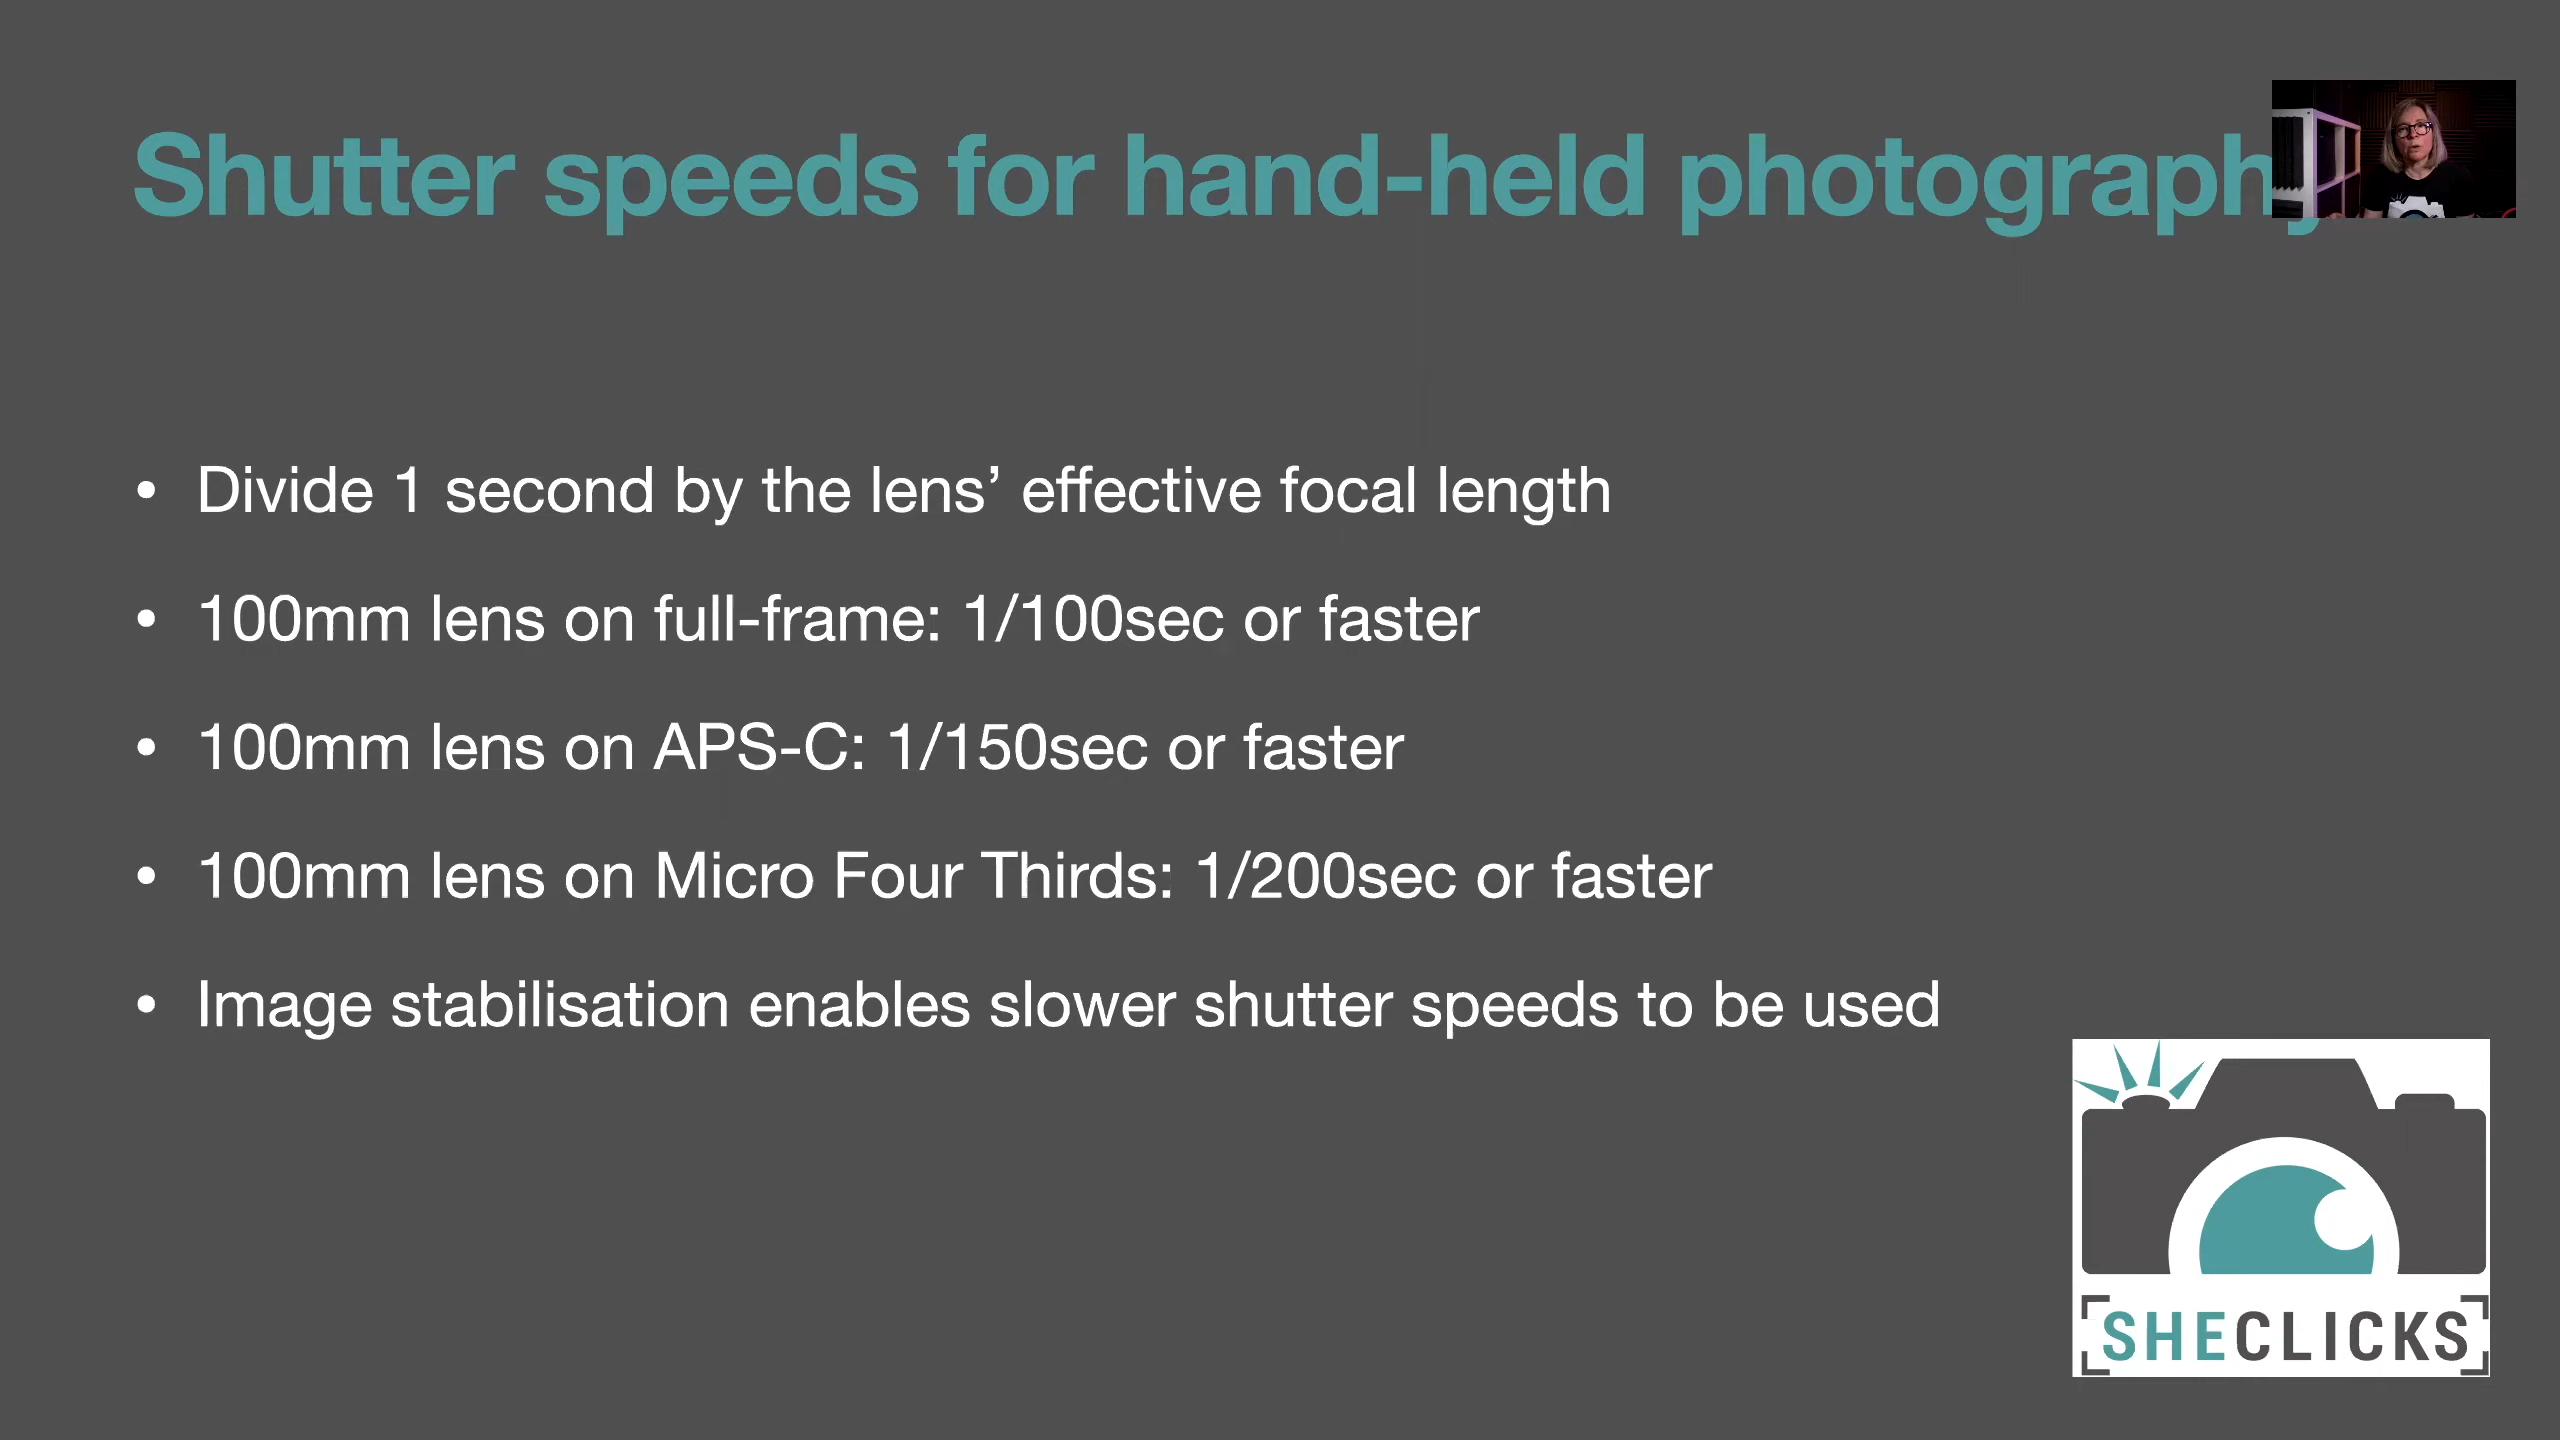 Shutter speeds for hand-held photography
• Divide 1 second by the lens’ effective focal length
• 100mm lens on full-frame: 1/100sec or faster
• 100mm lens on APS-C: 1/150sec or faster
• 100mm lens on Micro Four Thirds: 1/200sec or faster
• Image stabilisation enables slower shutter speeds to be used
SHECLICKS